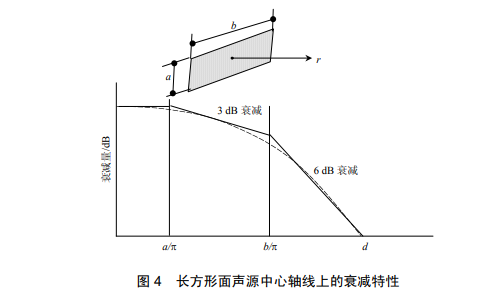 b
a
r
3 dB 衰减
6 dB 衰减
衰减量/dB
a/π
b/π
d
图 4 长方形面声源中心轴线上的衰减特性